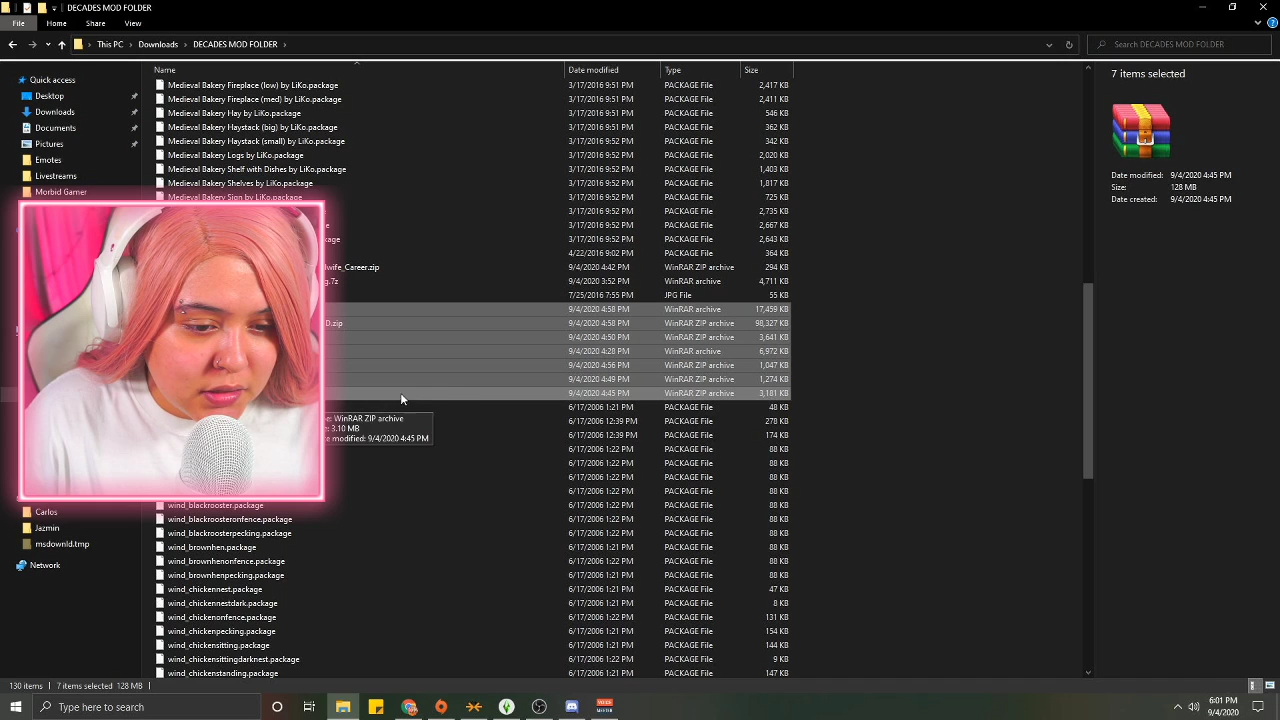 DECADES MOD FOLDER
File Home Share View
This PC > Downloads > DECADES MOD FOLDER >
Search DECADES MOD FOLDER
Name Date modified Type Size
Quick access
Desktop
Downloads
Documents
Pictures
Emotes
Livestreams
Morbid Gamer
Carlos
Jazmin
msdownld.tmp
Network
Medieval Bakery Fireplace (low) by LiKo.package 3/17/2016 9:51 PM PACKAGE File 2,417 KB
Medieval Bakery Fireplace (med) by LiKo.package 3/17/2016 9:51 PM PACKAGE File 2,411 KB
Medieval Bakery Hay by LiKo.package 3/17/2016 9:51 PM PACKAGE File 546 KB
Medieval Bakery Haystack (big) by LiKo.package 3/17/2016 9:51 PM PACKAGE File 362 KB
Medieval Bakery Haystack (small) by LiKo.package 3/17/2016 9:51 PM PACKAGE File 342 KB
Medieval Bakery Logs by LiKo.package 3/17/2016 9:51 PM PACKAGE File 2,020 KB
Medieval Bakery Shelf with Dishes by LiKo.package 3/17/2016 9:52 PM PACKAGE File 1,403 KB
Medieval Bakery Shelves by LiKo.package 3/17/2016 9:52 PM PACKAGE File 1,817 KB
Medieval Bakery Sign by LiKo.package 3/17/2016 9:52 PM PACKAGE File 725 KB
3/17/2016 9:52 PM PACKAGE File 2,735 KB
3/17/2016 9:52 PM PACKAGE File 2,667 KB
kage 3/17/2016 9:52 PM PACKAGE File 2,643 KB
4/22/2016 9:02 PM PACKAGE File 364 KB
lwife_Career.zip 9/4/2020 4:42 PM WinRAR ZIP archive 294 KB
g.7z 9/4/2020 3:52 PM WinRAR archive 4,711 KB
7/25/2016 7:55 PM JPG File 55 KB
9/4/2020 4:58 PM WinRAR archive 17,459 KB
D.zip 9/4/2020 4:58 PM WinRAR ZIP archive 98,327 KB
9/4/2020 4:50 PM WinRAR ZIP archive 3,641 KB
9/4/2020 4:28 PM WinRAR archive 6,972 KB
9/4/2020 4:56 PM WinRAR ZIP archive 1,047 KB
9/4/2020 4:49 PM WinRAR ZIP archive 1,274 KB
9/4/2020 4:45 PM WinRAR ZIP archive 3,181 KB
6/17/2006 1:21 PM PACKAGE File 48 KB
pe: WinRAR ZIP archive
e: 3.10 MB
te modified: 9/4/2020 4:45 PM
6/17/2006 12:39 PM PACKAGE File 278 KB
6/17/2006 12:39 PM PACKAGE File 174 KB
6/17/2006 1:22 PM PACKAGE File 88 KB
6/17/2006 1:22 PM PACKAGE File 88 KB
6/17/2006 1:22 PM PACKAGE File 88 KB
6/17/2006 1:21 PM PACKAGE File 88 KB
wind_blackrooster.package 6/17/2006 1:21 PM PACKAGE File 88 KB
wind_blackroosteronfence.package 6/17/2006 1:22 PM PACKAGE File 88 KB
wind_blackroosterpecking.package 6/17/2006 1:22 PM PACKAGE File 88 KB
wind_brownhen.package 6/17/2006 1:21 PM PACKAGE File 88 KB
wind_brownhenonfence.package 6/17/2006 1:22 PM PACKAGE File 88 KB
wind_brownhenpecking.package 6/17/2006 1:22 PM PACKAGE File 88 KB
wind_chickennest.package 6/17/2006 1:21 PM PACKAGE File 47 KB
wind_chickennestdark.package 6/17/2006 1:21 PM PACKAGE File 8 KB
wind_chickenonfence.package 6/17/2006 1:22 PM PACKAGE File 131 KB
wind_chickenpecking.package 6/17/2006 1:21 PM PACKAGE File 154 KB
wind_chickensitting.package 6/17/2006 1:21 PM PACKAGE File 144 KB
wind_chickensittingdarknest.package 6/17/2006 1:22 PM PACKAGE File 9 KB
wind_chickenstanding.package 6/17/2006 1:21 PM PACKAGE File 147 KB
7 items selected
Date modified: 9/4/2020 4:45 PM
Size: 128 MB
Date created: 9/4/2020 4:45 PM
130 items 7 items selected 128 MB
Type here to search
VOICE
MEETER
6:01 PM
9/4/2020